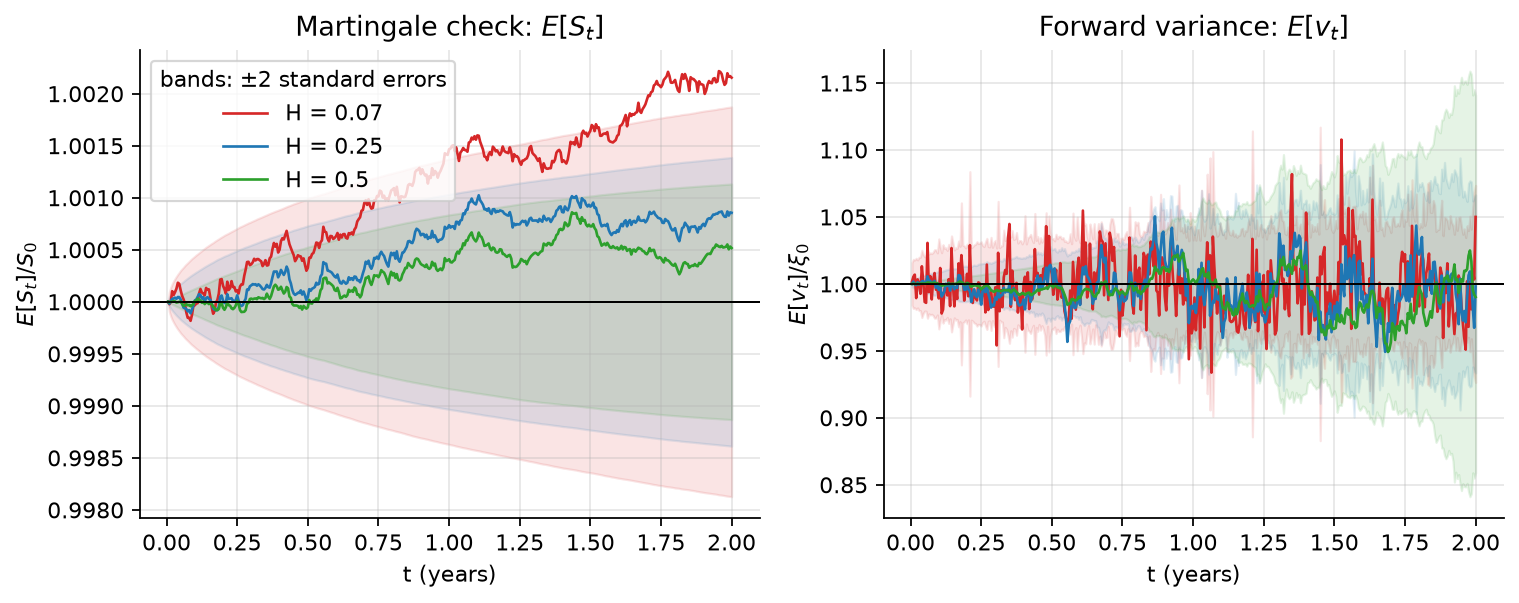 Martingale check: E[S_t]
bands: ±2 standard errors
H = 0.07
H = 0.25
H = 0.5
E[S_t]/S_0
1.0020
1.0015
1.0010
1.0005
1.0000
0.9995
0.9990
0.9985
0.9980
0.00 0.25 0.50 0.75 1.00 1.25 1.50 1.75 2.00
t (years)
Forward variance: E[v_t]
E[v_t]/ξ_0
1.15
1.10
1.05
1.00
0.95
0.90
0.85
0.00 0.25 0.50 0.75 1.00 1.25 1.50 1.75 2.00
t (years)